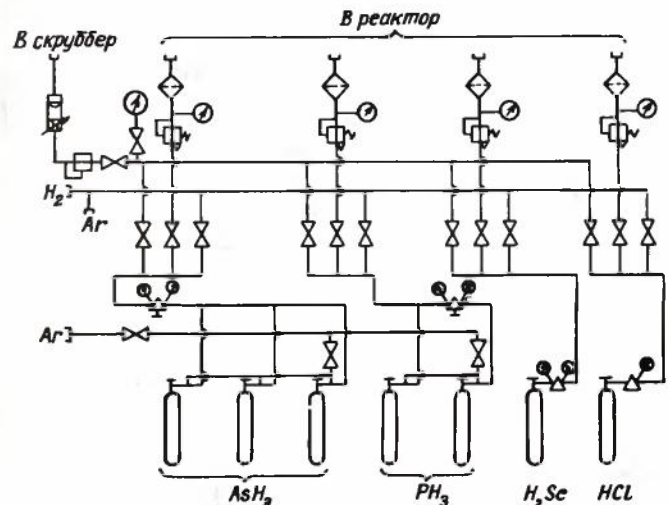 В реактор
В скруббер
H₂
Ar
Ar
AsH₃
PH₃
H₂Se
HCl